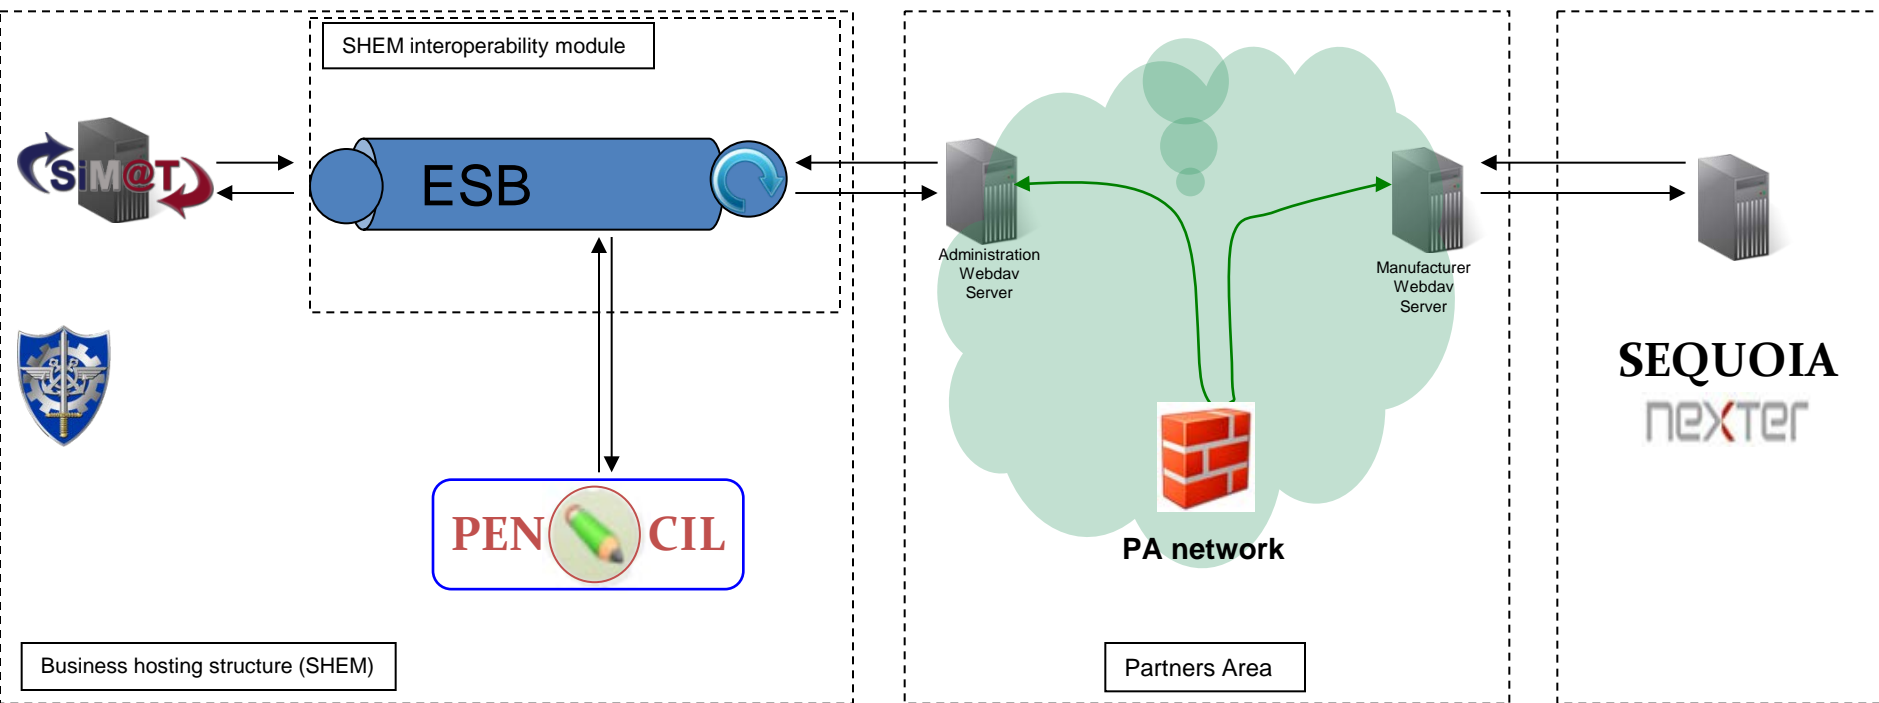 SHEM interoperability module
SiM@T
ESB
Administration
Webdav
Server
Manufacturer
Webdav
Server
SEQUOIA
nexter
PEN CIL
PA network
Business hosting structure (SHEM)
Partners Area